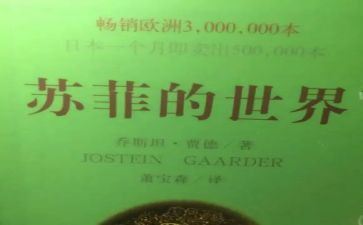 畅销欧洲3,000,000本
日本一个月即卖出500,000本
苏菲的世界
乔斯坦·贾德／著
JOSTEIN GAARDER
萧宝森／译